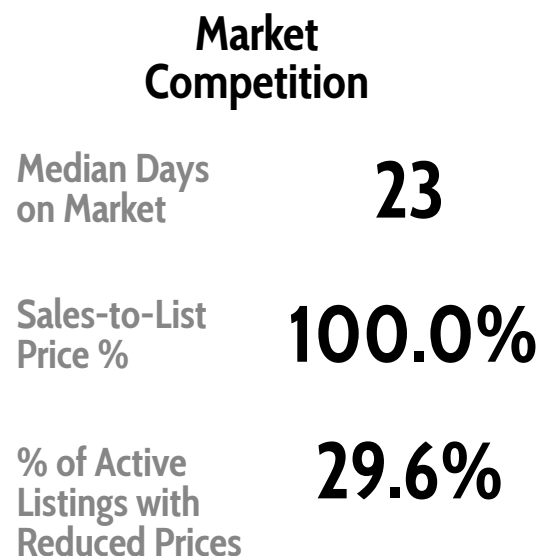 Market
Competition
Median Days
on Market
23
Sales-to-List
Price %
100.0%
% of Active
Listings with
Reduced Prices
29.6%